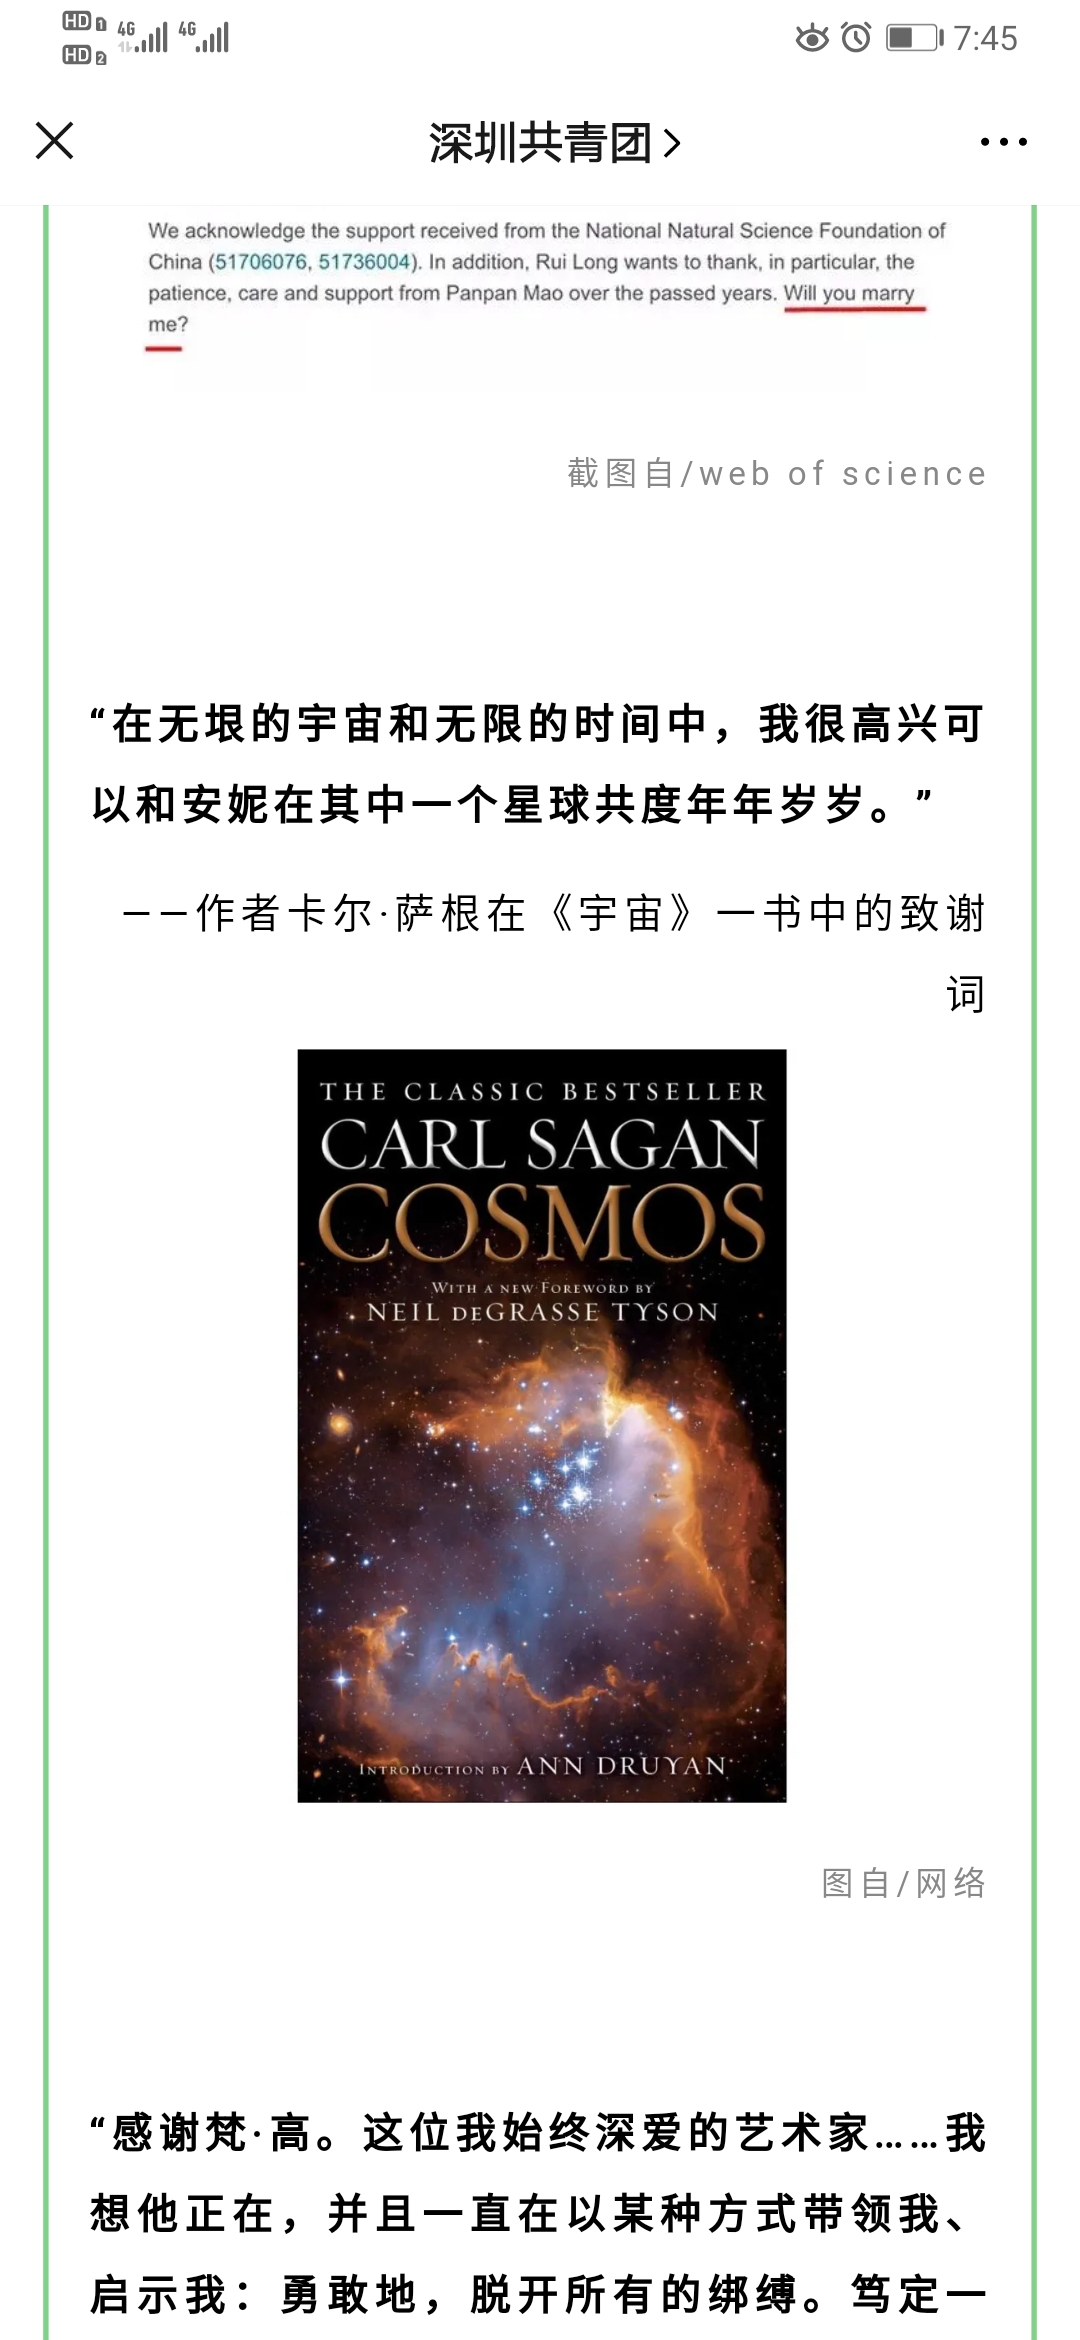 HD 1 4G 4G 7:45
HD 2
深圳共青团
We acknowledge the support received from the National Natural Science Foundation of
China (51706076, 51736004). In addition, Rui Long wants to thank, in particular, the
patience, care and support from Panpan Mao over the passed years. Will you marry
me?
截图自/web of science
“在无垠的宇宙和无限的时间中，我很高兴可
以和安妮在其中一个星球共度年年岁岁。”
——作者卡尔·萨根在《宇宙》一书中的致谢
词
THE CLASSIC BESTSELLER
CARL SAGAN
COSMOS
WITH A NEW FOREWORD BY
NEIL DEGRASSE TYSON
INTRODUCTION BY ANN DRUYAN
图自/网络
“感谢梵·高。这位我始终深爱的艺术家……我
想他正在，并且一直在以某种方式带领我、
启示我：勇敢地，脱开所有的绑缚。笃定一